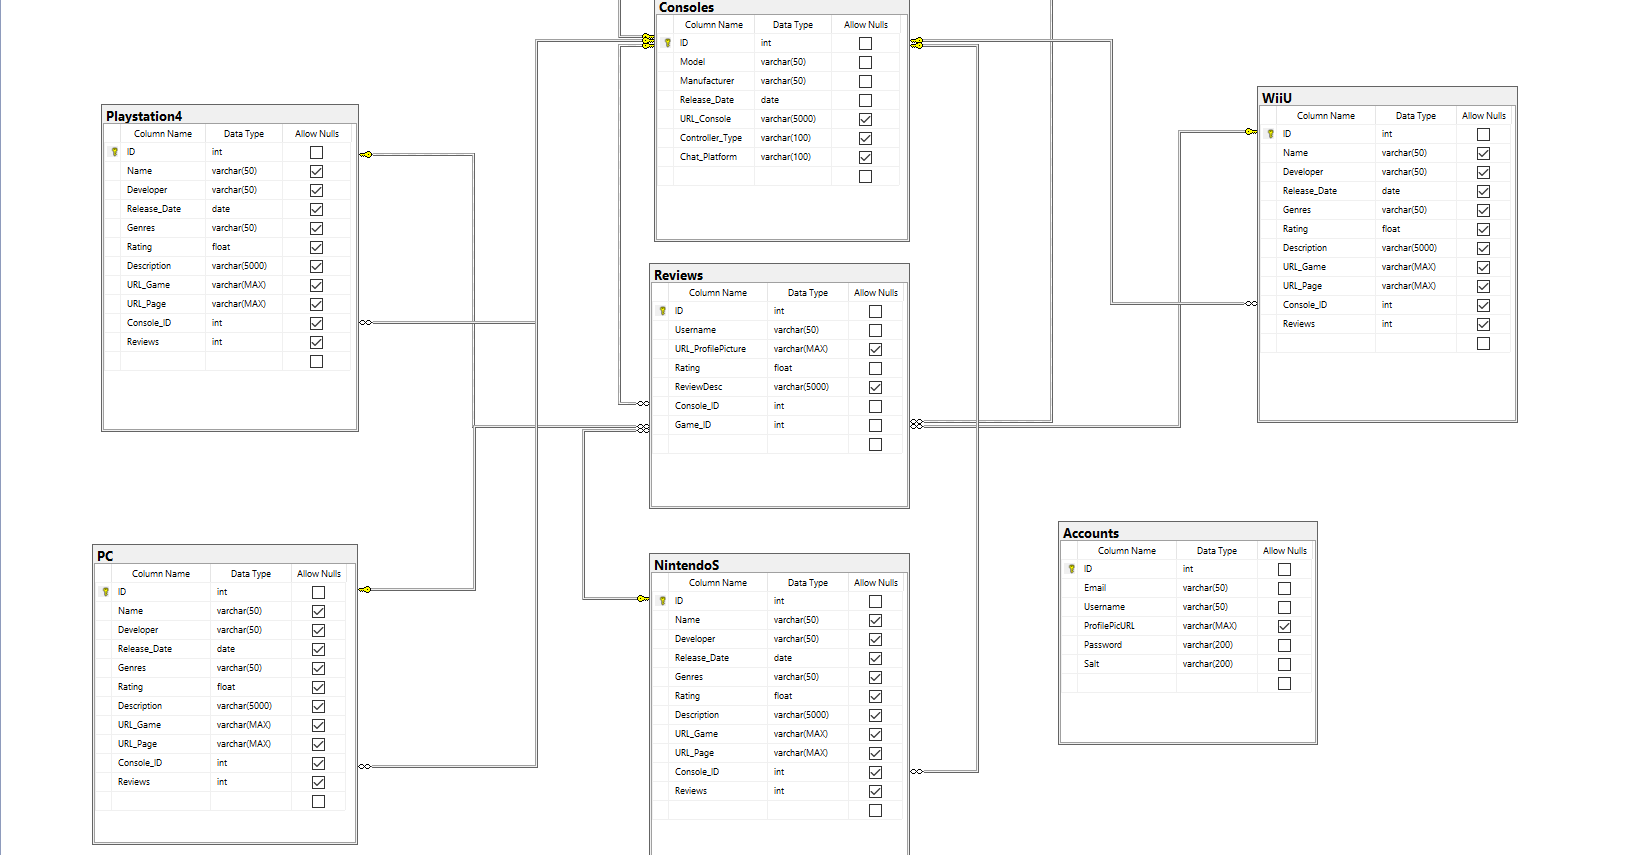 Consoles
Column Name Data Type Allow Nulls
ID int
Model varchar(50)
Manufacturer varchar(50)
Release_Date date
URL_Console varchar(5000)
Controller_Type varchar(100)
Chat_Platform varchar(100)
Playstation4
Column Name Data Type Allow Nulls
ID int
Name varchar(50)
Developer varchar(50)
Release_Date date
Genres varchar(50)
Rating float
Description varchar(5000)
URL_Game varchar(MAX)
URL_Page varchar(MAX)
Console_ID int
Reviews int
WiiU
Column Name Data Type Allow Nulls
ID int
Name varchar(50)
Developer varchar(50)
Release_Date date
Genres varchar(50)
Rating float
Description varchar(5000)
URL_Game varchar(MAX)
URL_Page varchar(MAX)
Console_ID int
Reviews int
Reviews
Column Name Data Type Allow Nulls
ID int
Username varchar(50)
URL_ProfilePicture varchar(MAX)
Rating float
ReviewDesc varchar(5000)
Console_ID int
Game_ID int
PC
Column Name Data Type Allow Nulls
ID int
Name varchar(50)
Developer varchar(50)
Release_Date date
Genres varchar(50)
Rating float
Description varchar(5000)
URL_Game varchar(MAX)
URL_Page varchar(MAX)
Console_ID int
Reviews int
NintendoS
Column Name Data Type Allow Nulls
ID int
Name varchar(50)
Developer varchar(50)
Release_Date date
Genres varchar(50)
Rating float
Description varchar(5000)
URL_Game varchar(MAX)
URL_Page varchar(MAX)
Console_ID int
Reviews int
Accounts
Column Name Data Type Allow Nulls
ID int
Email varchar(50)
Username varchar(50)
ProfilePicURL varchar(MAX)
Password varchar(200)
Salt varchar(200)